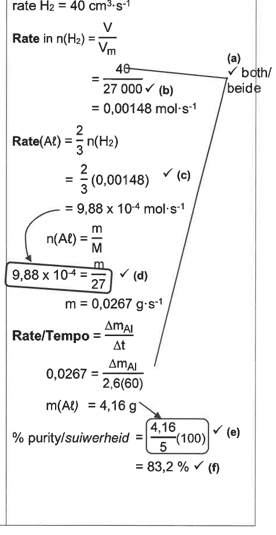 rate H₂ = 40 cm³·s⁻¹
Rate in n(H₂) = V/Vm
(a)
✓ both/
beide
= 40/27 000 ✓ (b)
= 0,00148 mol·s⁻¹
Rate(Aℓ) = 2/3 n(H₂)
= 2/3 (0,00148) ✓ (c)
= 9,88 x 10⁻⁴ mol·s⁻¹
n(Aℓ) = m/M
9,88 x 10⁻⁴ = m/27 ✓ (d)
m = 0,0267 g·s⁻¹
Rate/Tempo = ΔmAl/Δt
0,0267 = ΔmAl/2,6(60)
m(Aℓ) = 4,16 g
% purity/suiwerheid = 4,16/5 (100) ✓ (e)
= 83,2 % ✓ (f)